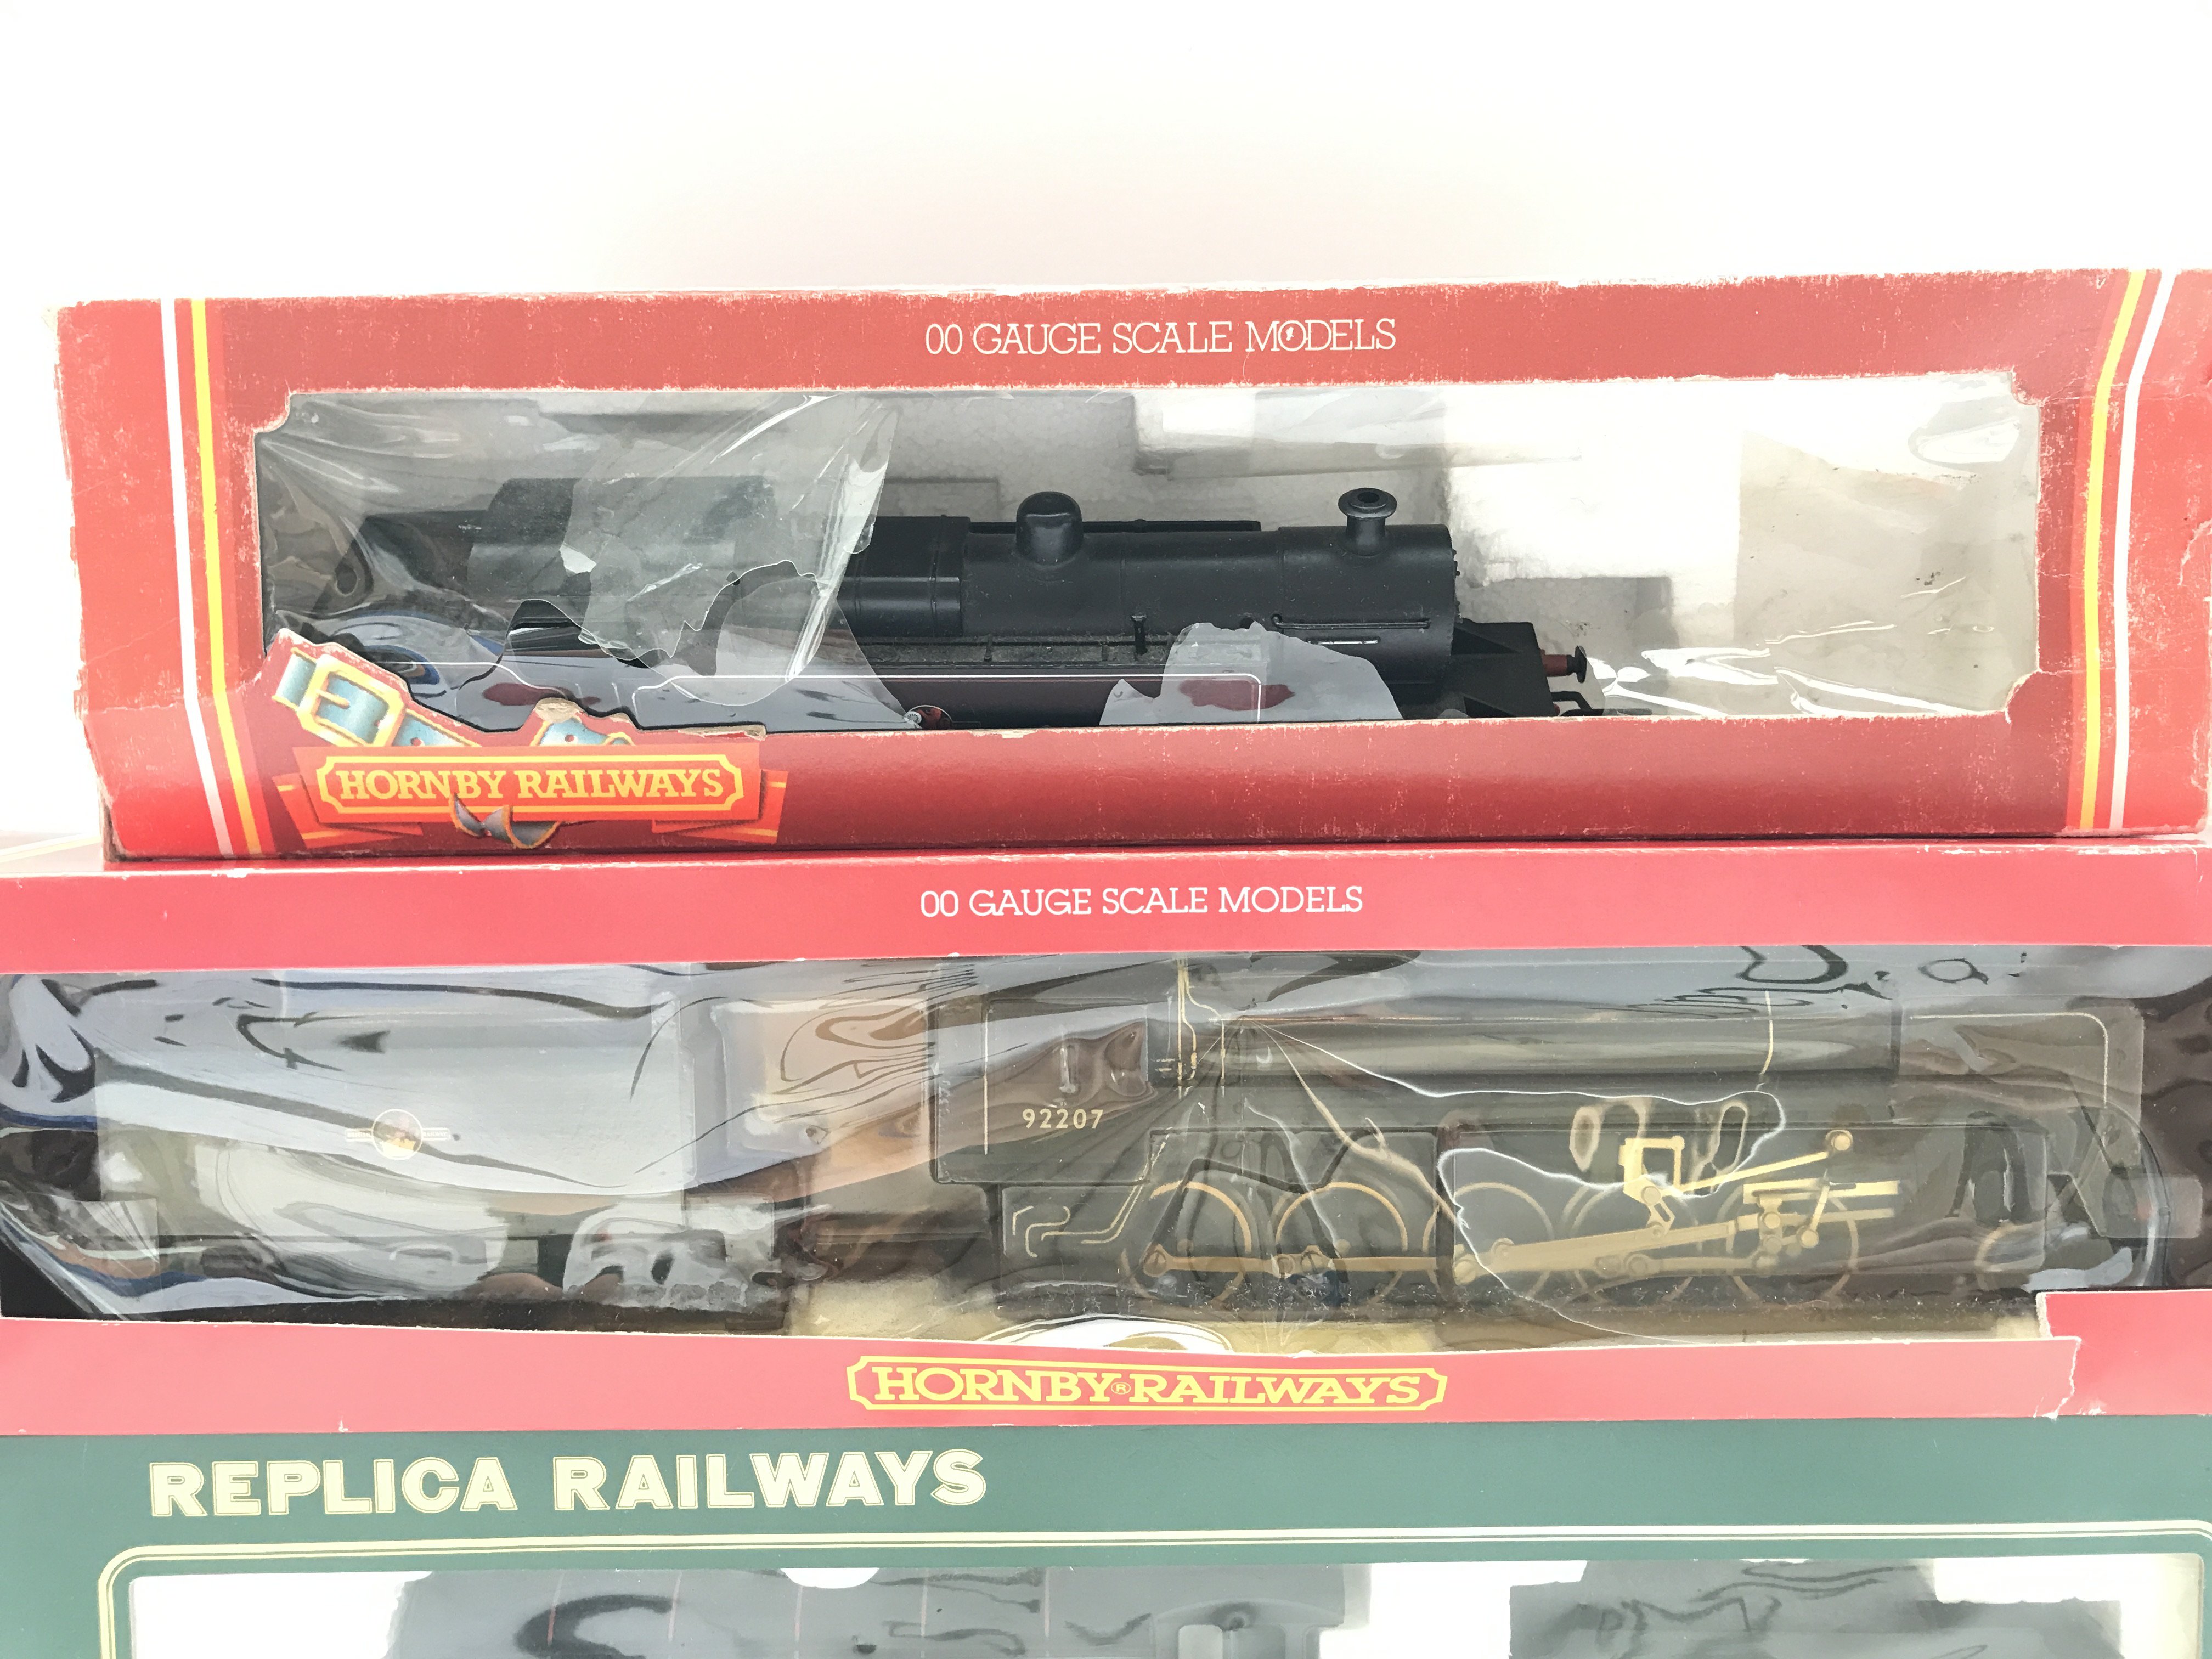 00 GAUGE SCALE MODELS
HORNBY RAILWAYS
00 GAUGE SCALE MODELS
92207
HORNBY® RAILWAYS
REPLICA RAILWAYS